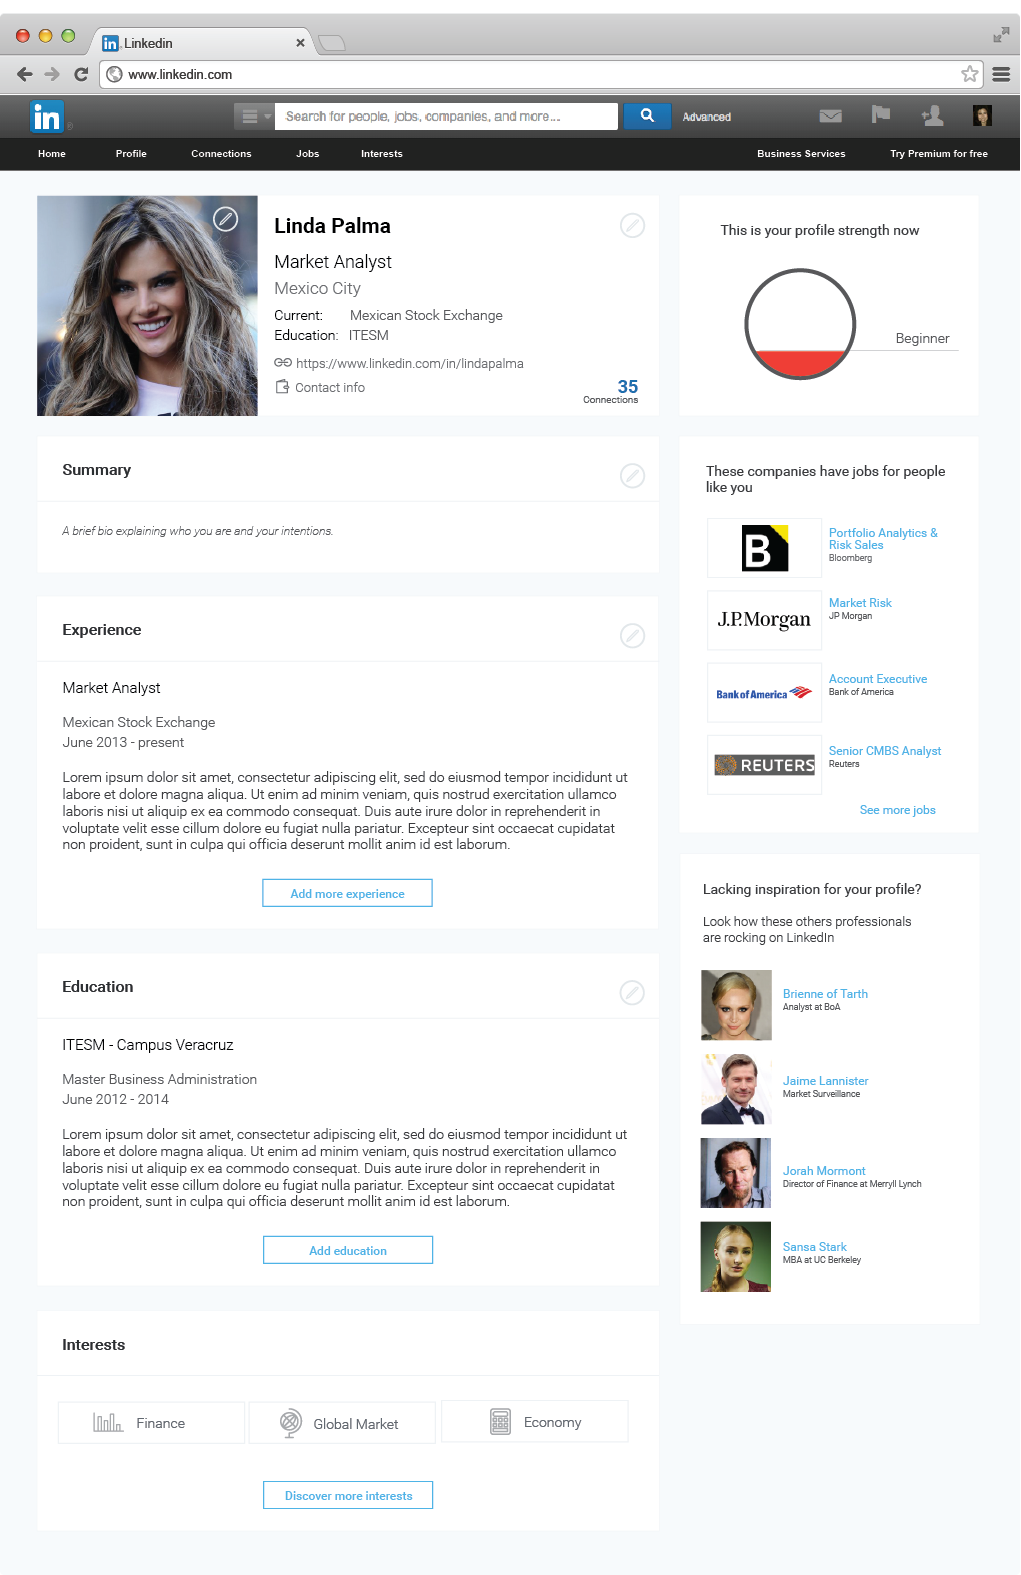 Linkedin
www.linkedin.com
in
Search for people, jobs, companies, and more...
Advanced
Home
Profile
Connections
Jobs
Interests
Business Services
Try Premium for free
Linda Palma
Market Analyst
Mexico City
Current: Mexican Stock Exchange
Education: ITESM
https://www.linkedin.com/in/lindapalma
Contact info
35
Connections
This is your profile strength now
Beginner
Summary
A brief bio explaining who you are and your intentions.
Experience
Market Analyst
Mexican Stock Exchange
June 2013 - present
Lorem ipsum dolor sit amet, consectetur adipiscing elit, sed do eiusmod tempor incididunt ut
labore et dolore magna aliqua. Ut enim ad minim veniam, quis nostrud exercitation ullamco
laboris nisi ut aliquip ex ea commodo consequat. Duis aute irure dolor in reprehenderit in
voluptate velit esse cillum dolore eu fugiat nulla pariatur. Excepteur sint occaecat cupidatat
non proident, sunt in culpa qui officia deserunt mollit anim id est laborum.
Add more experience
Education
ITESM - Campus Veracruz
Master Business Administration
June 2012 - 2014
Lorem ipsum dolor sit amet, consectetur adipiscing elit, sed do eiusmod tempor incididunt ut
labore et dolore magna aliqua. Ut enim ad minim veniam, quis nostrud exercitation ullamco
laboris nisi ut aliquip ex ea commodo consequat. Duis aute irure dolor in reprehenderit in
voluptate velit esse cillum dolore eu fugiat nulla pariatur. Excepteur sint occaecat cupidatat
non proident, sunt in culpa qui officia deserunt mollit anim id est laborum.
Add education
Interests
Finance
Global Market
Economy
Discover more interests
These companies have jobs for people
like you
B
Portfolio Analytics &
Risk Sales
Bloomberg
J.P.Morgan
Market Risk
JP Morgan
Bank of America
Account Executive
Bank of America
REUTERS
Senior CMBS Analyst
Reuters
See more jobs
Lacking inspiration for your profile?
Look how these others professionals
are rocking on LinkedIn
Brienne of Tarth
Analyst at BoA
Jaime Lannister
Market Surveillance
Jorah Mormont
Director of Finance at Merryll Lynch
Sansa Stark
MBA at UC Berkeley